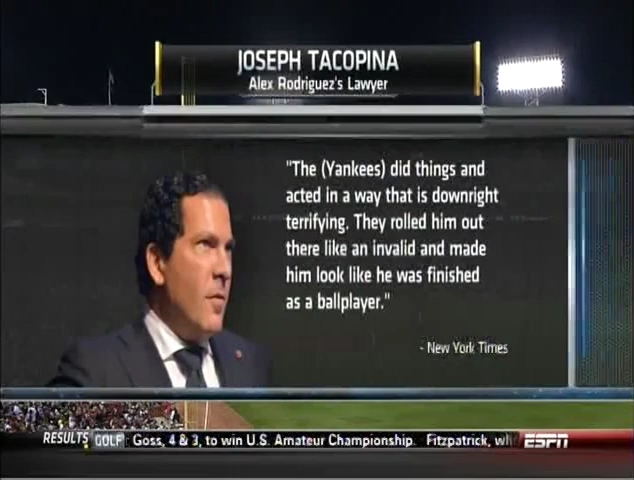 JOSEPH TACOPINA
Alex Rodriguez's Lawyer
"The (Yankees) did things and
acted in a way that is downright
terrifying. They rolled him out
there like an invalid and made
him look like he was finished
as a ballplayer."
- New York Times
RESULTS GOLF Goss, 4 & 3, to win U.S. Amateur Championship. Fitzpatrick, ESPN